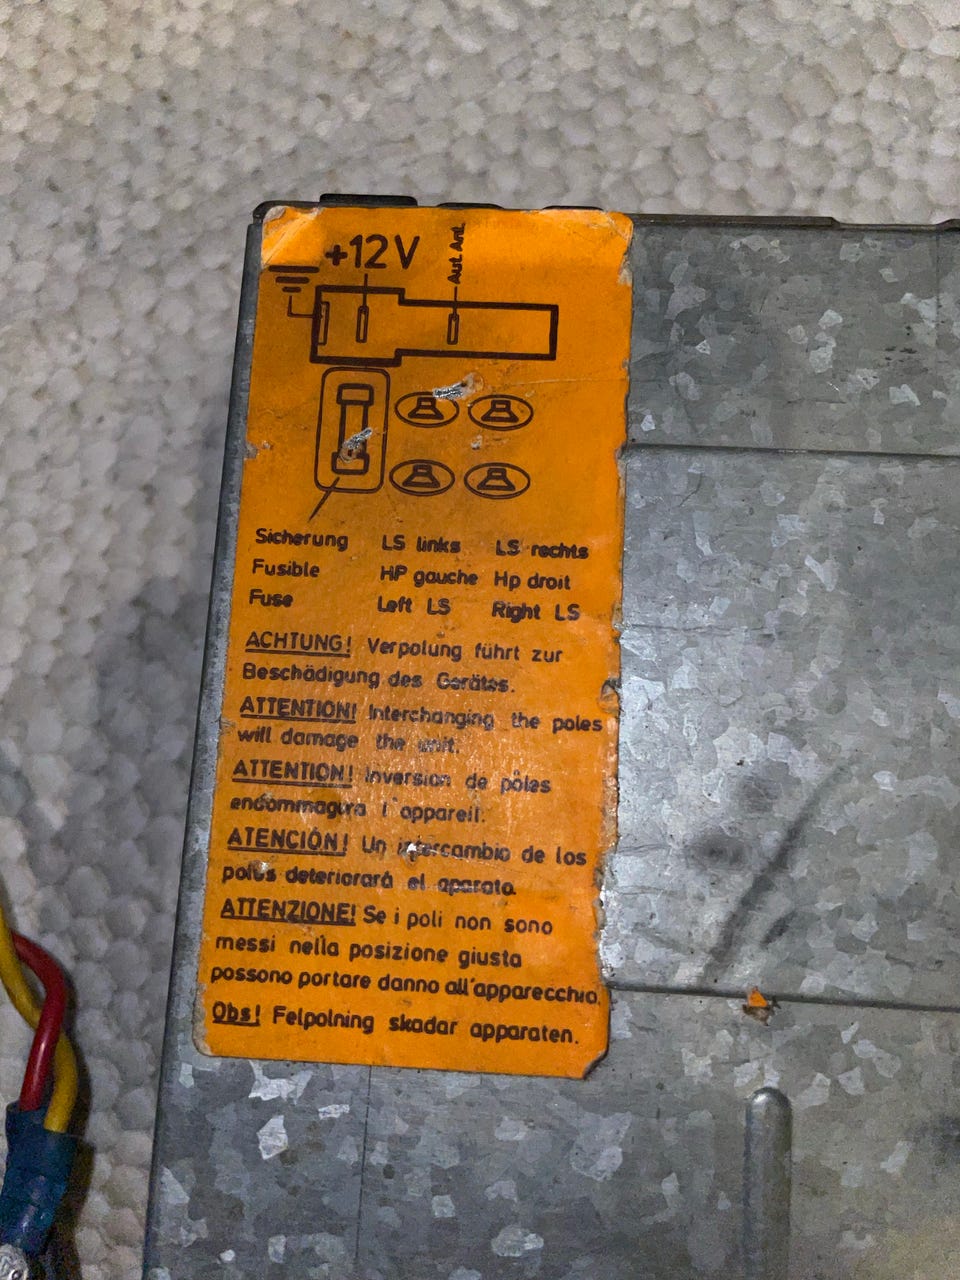 +12V
Aut. Ant.
Sicherung LS links LS rechts
Fusible HP gauche Hp droit
Fuse Left LS Right LS
ACHTUNG! Verpolung führt zur
Beschädigung des Gerätes.
ATTENTION! Interchanging the poles
will damage the unit.
ATTENTION! Inversion de pôles
endommagira l'appareil.
ATENCIÓN! Un intercambio de los
polus deteriorará el aparato.
ATTENZIONE! Se i poli non sono
messi nella posizione giusta
possono portare danno all'apparecchio.
Obs! Felpolning skadar apparaten.